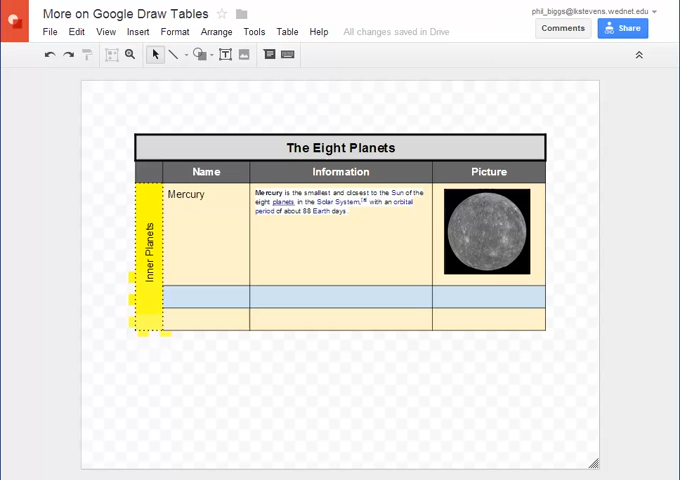 More on Google Draw Tables
phil_biggs@lkstevens.wednet.edu
File Edit View Insert Format Arrange Tools Table Help All changes saved in Drive
Comments Share
The Eight Planets
Name Information Picture
Inner Planets
Mercury
Mercury is the smallest and closest to the Sun of the
eight planets in the Solar System, with an orbital
period of about 88 Earth days